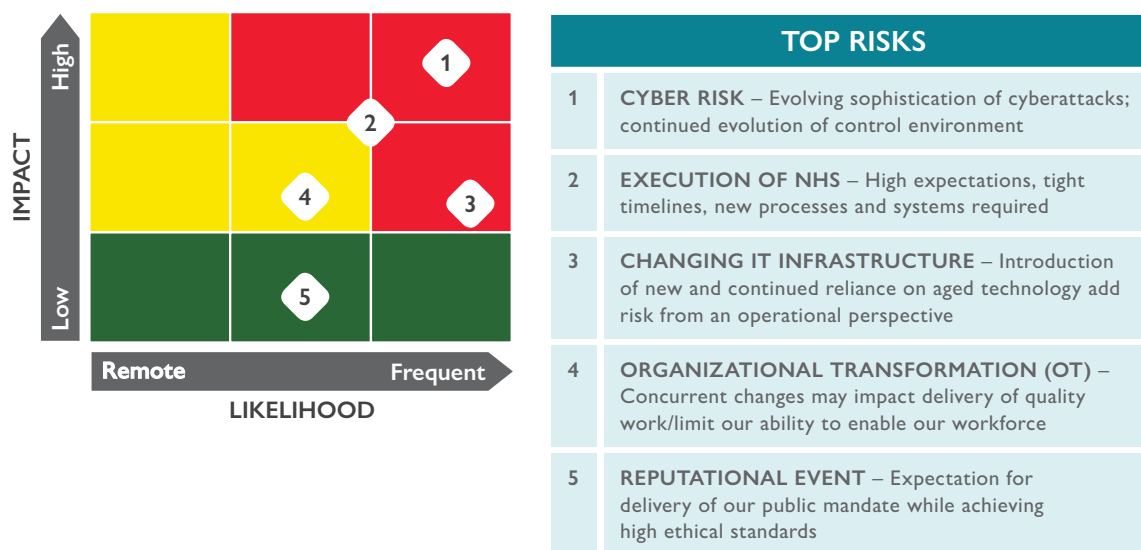 IMPACT
High
Low
1
2
4
3
5
Remote
Frequent
LIKELIHOOD
TOP RISKS
1
CYBER RISK – Evolving sophistication of cyberattacks;
continued evolution of control environment
2
EXECUTION OF NHS – High expectations, tight
timelines, new processes and systems required
3
CHANGING IT INFRASTRUCTURE – Introduction
of new and continued reliance on aged technology add
risk from an operational perspective
4
ORGANIZATIONAL TRANSFORMATION (OT) –
Concurrent changes may impact delivery of quality
work/limit our ability to enable our workforce
5
REPUTATIONAL EVENT – Expectation for
delivery of our public mandate while achieving
high ethical standards